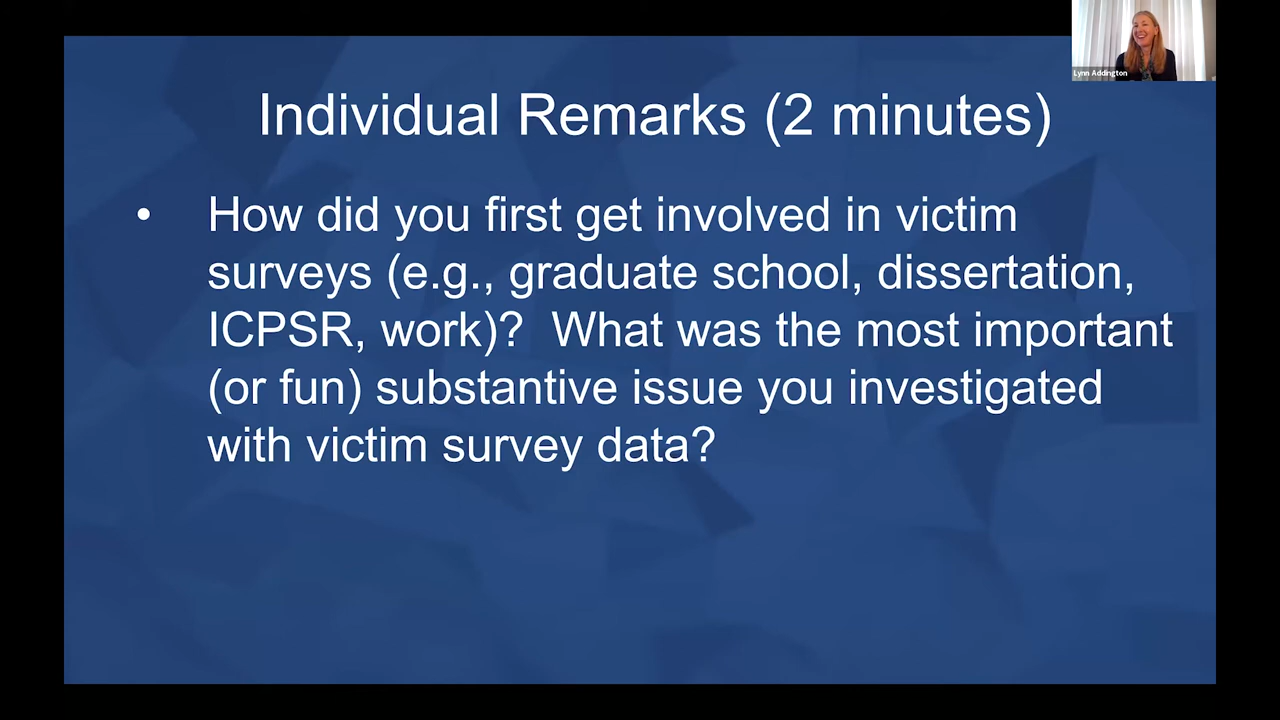 Lynn Addington
Individual Remarks (2 minutes)
• How did you first get involved in victim
surveys (e.g., graduate school, dissertation,
ICPSR, work)? What was the most important
(or fun) substantive issue you investigated
with victim survey data?